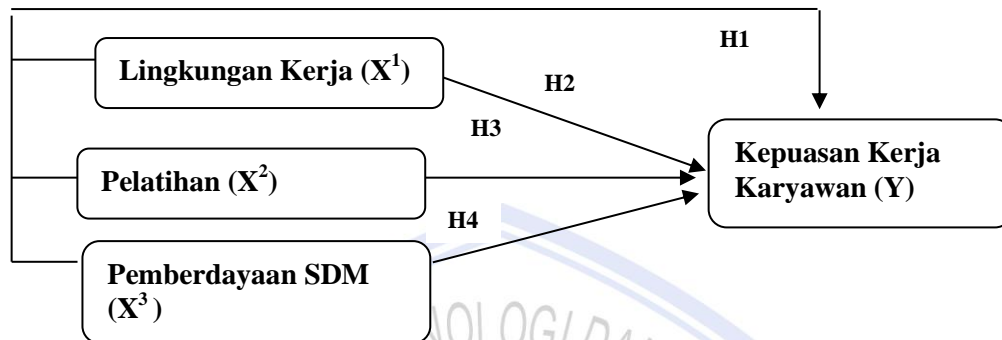 H1
Lingkungan Kerja (X¹)
H2
H3
Kepuasan Kerja
Karyawan (Y)
Pelatihan (X²)
H4
Pemberdayaan SDM
(X³ )